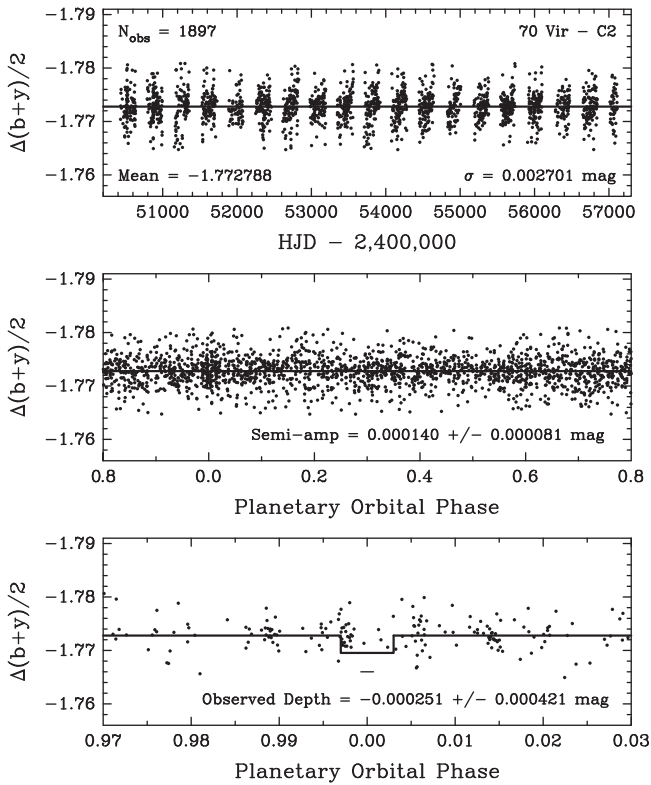 −1.79
N_obs = 1897
70 Vir − C2
−1.78
−1.77
−1.76
Δ(b+y)/2
Mean = −1.772788
σ = 0.002701 mag
51000 52000 53000 54000 55000 56000 57000
HJD − 2,400,000
−1.79
−1.78
−1.77
−1.76
Δ(b+y)/2
Semi−amp = 0.000140 +/− 0.000081 mag
0.8 0.0 0.2 0.4 0.6 0.8
Planetary Orbital Phase
−1.79
−1.78
−1.77
−1.76
Δ(b+y)/2
Observed Depth = −0.000251 +/− 0.000421 mag
0.97 0.98 0.99 0.00 0.01 0.02 0.03
Planetary Orbital Phase